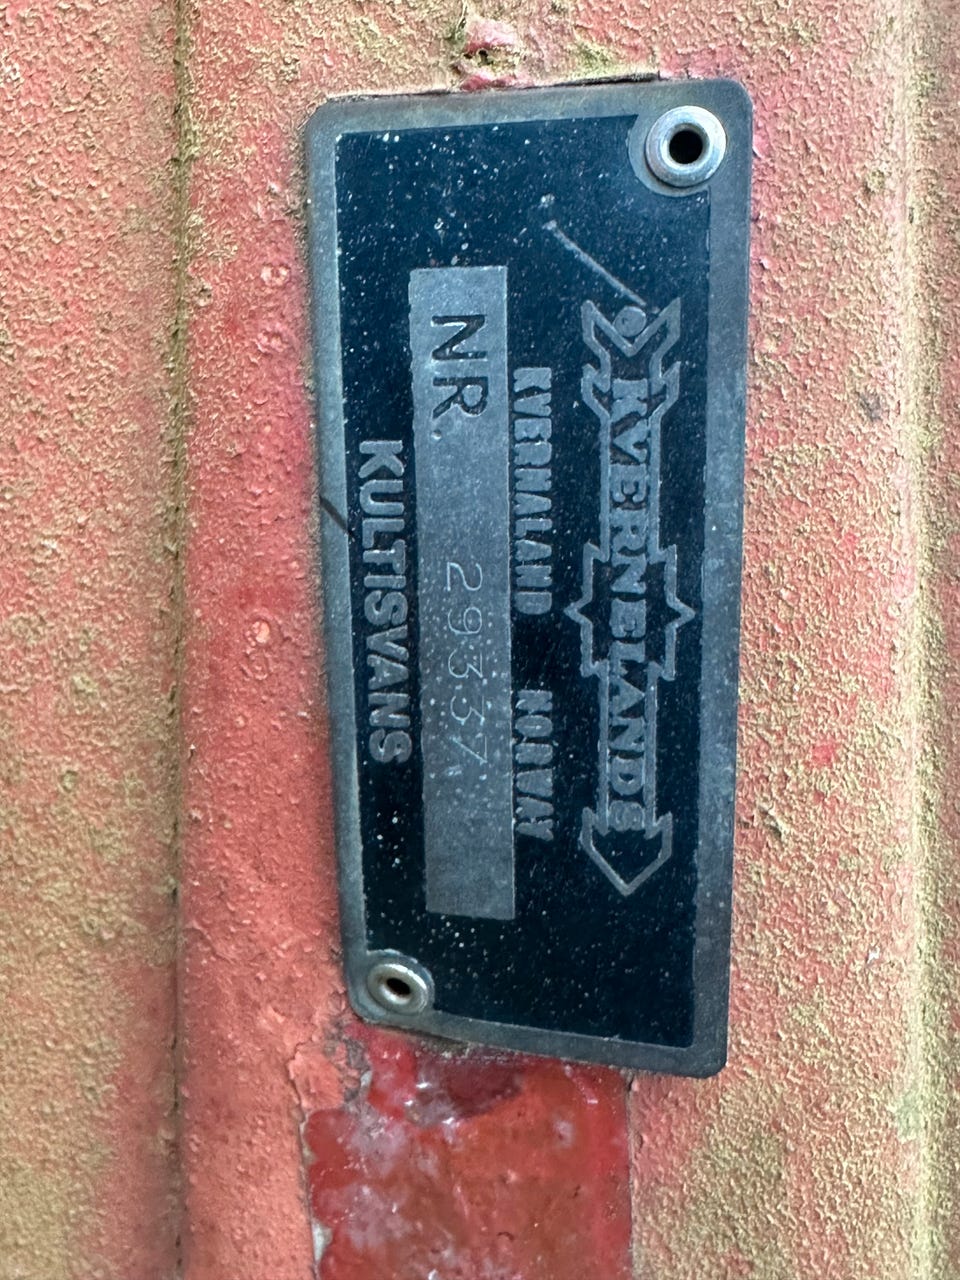 KVERNELANDS
KVERNALAND NORWAY
NR. 29337
KULTISVANS